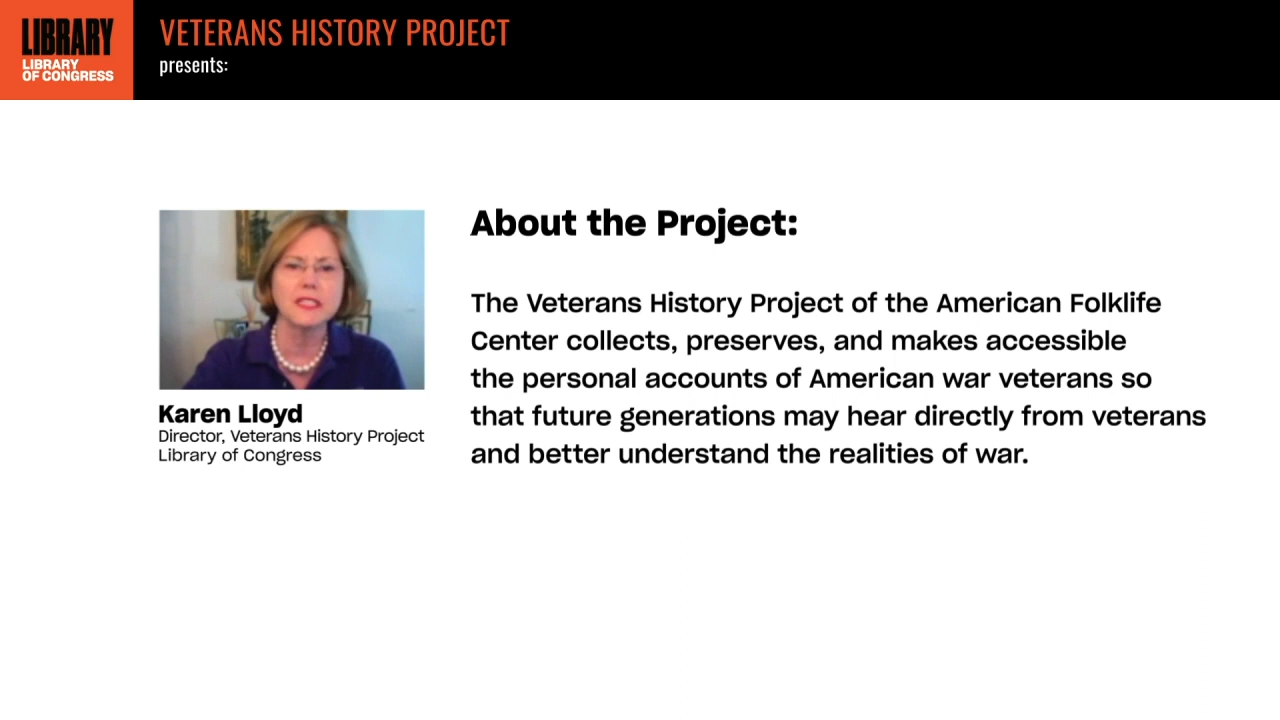 LIBRARY
LIBRARY
OF CONGRESS
VETERANS HISTORY PROJECT
presents:
Karen Lloyd
Director, Veterans History Project
Library of Congress
About the Project:
The Veterans History Project of the American Folklife
Center collects, preserves, and makes accessible
the personal accounts of American war veterans so
that future generations may hear directly from veterans
and better understand the realities of war.